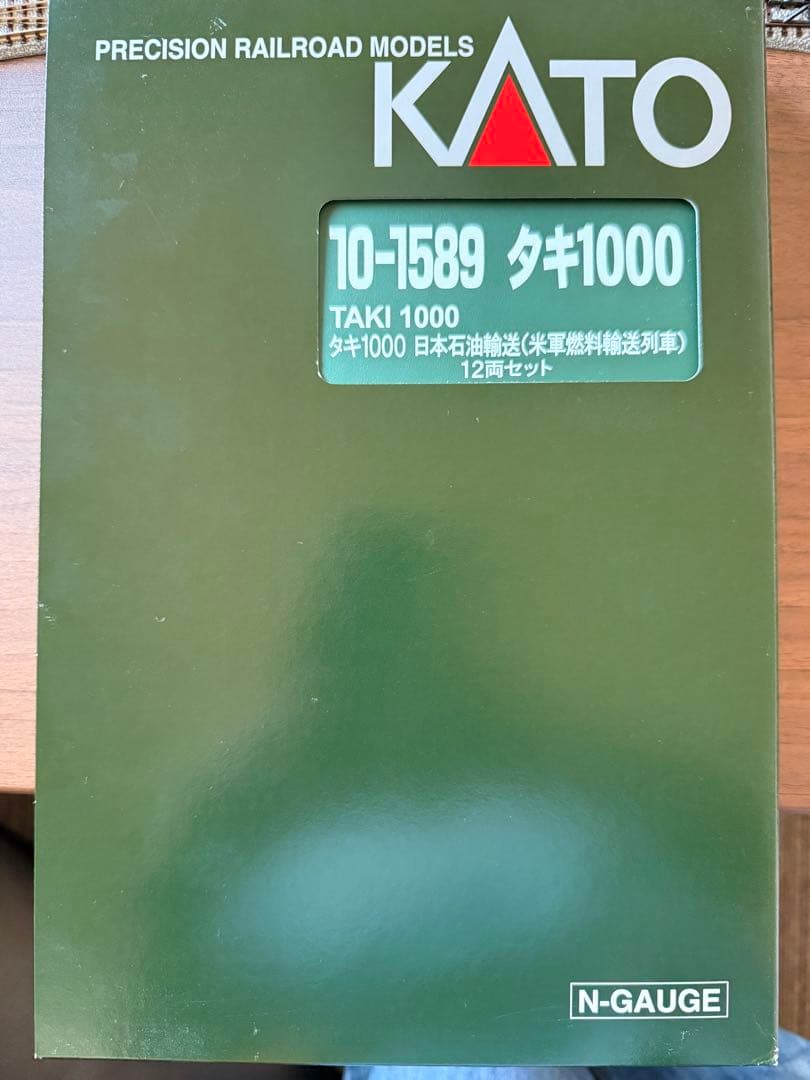 PRECISION RAILROAD MODELS
KATO
10-1589 タキ1000
TAKI 1000
タキ1000 日本石油輸送(米軍燃料輸送列車)
12両セット
N-GAUGE